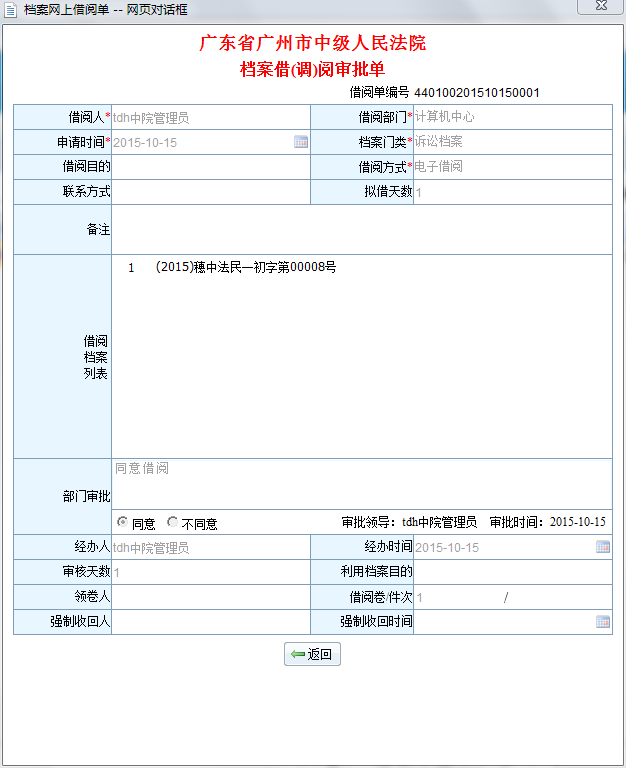 档案网上借阅单 -- 网页对话框
广东省广州市中级人民法院
档案借(调)阅审批单
借阅单编号 440100201510150001
借阅人* tdh中院管理员 借阅部门* 计算机中心
申请时间* 2015-10-15 档案门类* 诉讼档案
借阅目的 借阅方式* 电子借阅
联系方式 拟借天数 1
备注
1 (2015)穗中法民一初字第00008号
借阅
档案
列表
同意借阅
部门审批
同意 不同意 审批领导：tdh中院管理员 审批时间：2015-10-15
经办人 tdh中院管理员 经办时间 2015-10-15
审核天数 1 利用档案目的
领卷人 借阅卷/件次 1 /
强制收回人 强制收回时间
返回